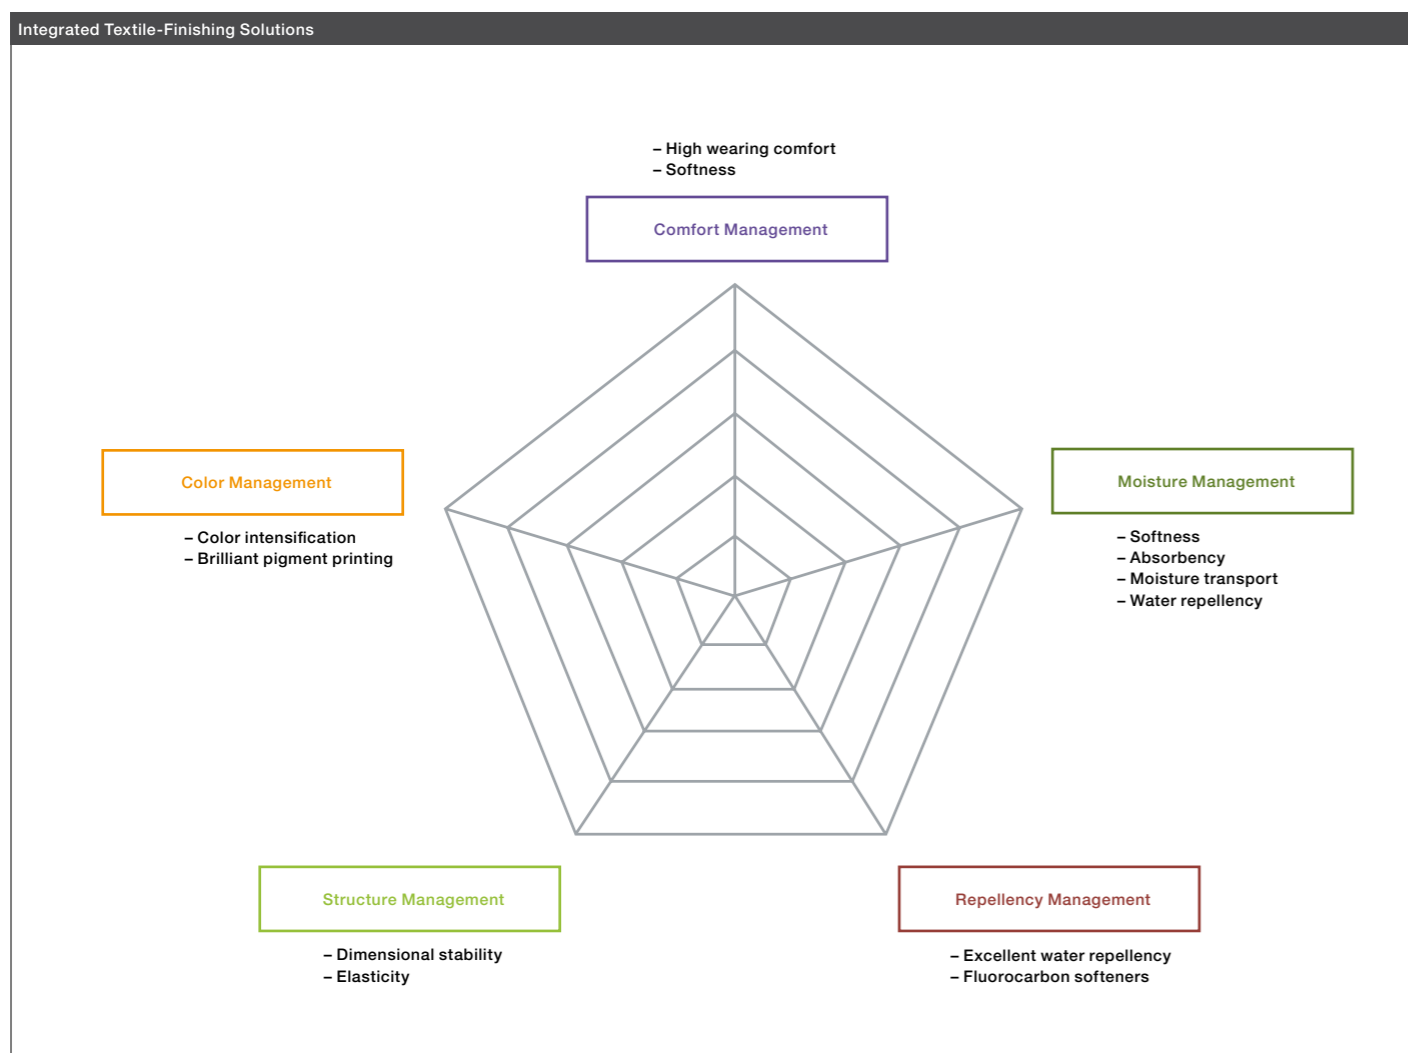 Integrated Textile-Finishing Solutions
– High wearing comfort
– Softness
Comfort Management
Color Management
– Color intensification
– Brilliant pigment printing
Moisture Management
– Softness
– Absorbency
– Moisture transport
– Water repellency
Structure Management
– Dimensional stability
– Elasticity
Repellency Management
– Excellent water repellency
– Fluorocarbon softeners